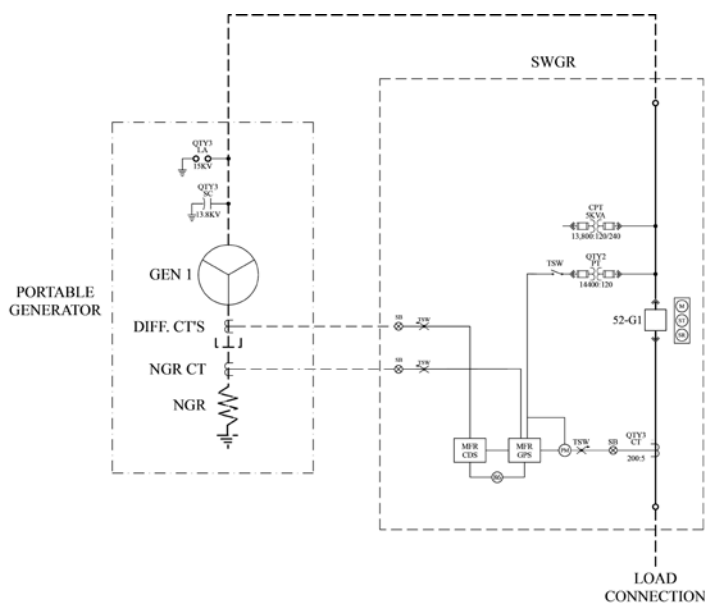 SWGR
QTY3
LA
15KV
QTY3
SC
13.8KV
GEN 1
PORTABLE
GENERATOR
DIFF. CT'S
NGR CT
NGR
CPT
5KVA
13,800:120/240
TSW
QTY2
PT
14400:120
52-G1
M
ST
SR
SB
TSW
SB
TSW
MFR
CDS
MFR
GPS
PM
TSW
SB
QTY3
CT
200:5
LOAD
CONNECTION